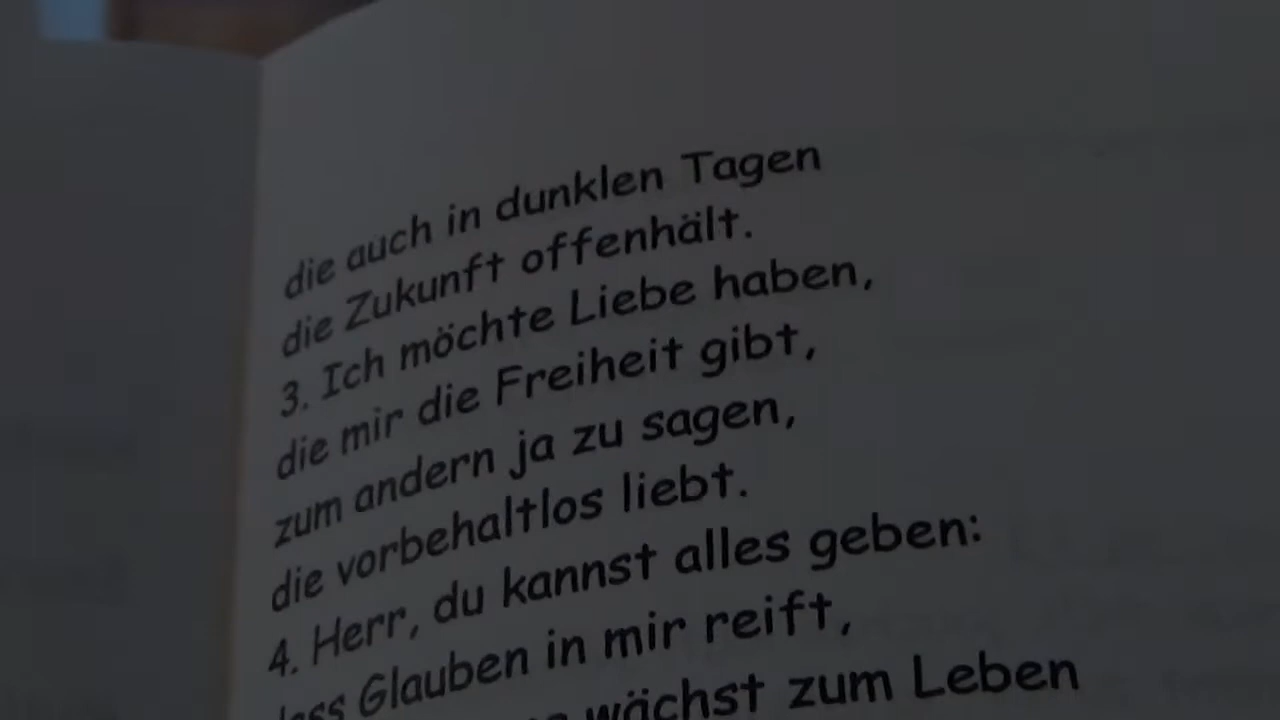 die auch in dunklen Tagen
die Zukunft offenhält.
3. Ich möchte Liebe haben,
die mir die Freiheit gibt,
zum andern ja zu sagen,
die vorbehaltlos liebt.
4. Herr, du kannst alles geben:
Glauben in mir reift,
wächst zum Leben